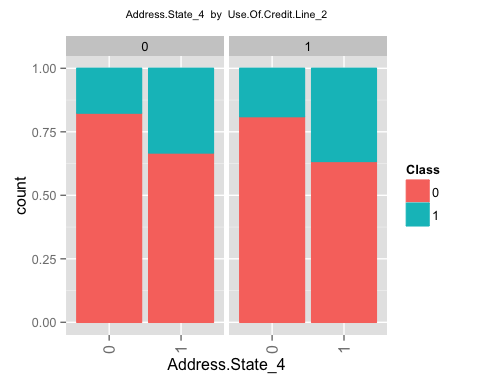 Address.State_4 by Use.Of.Credit.Line_2
0 1
1.00
0.75
0.50
0.25
0.00
count
0 1 0 1
Address.State_4
Class
0
1